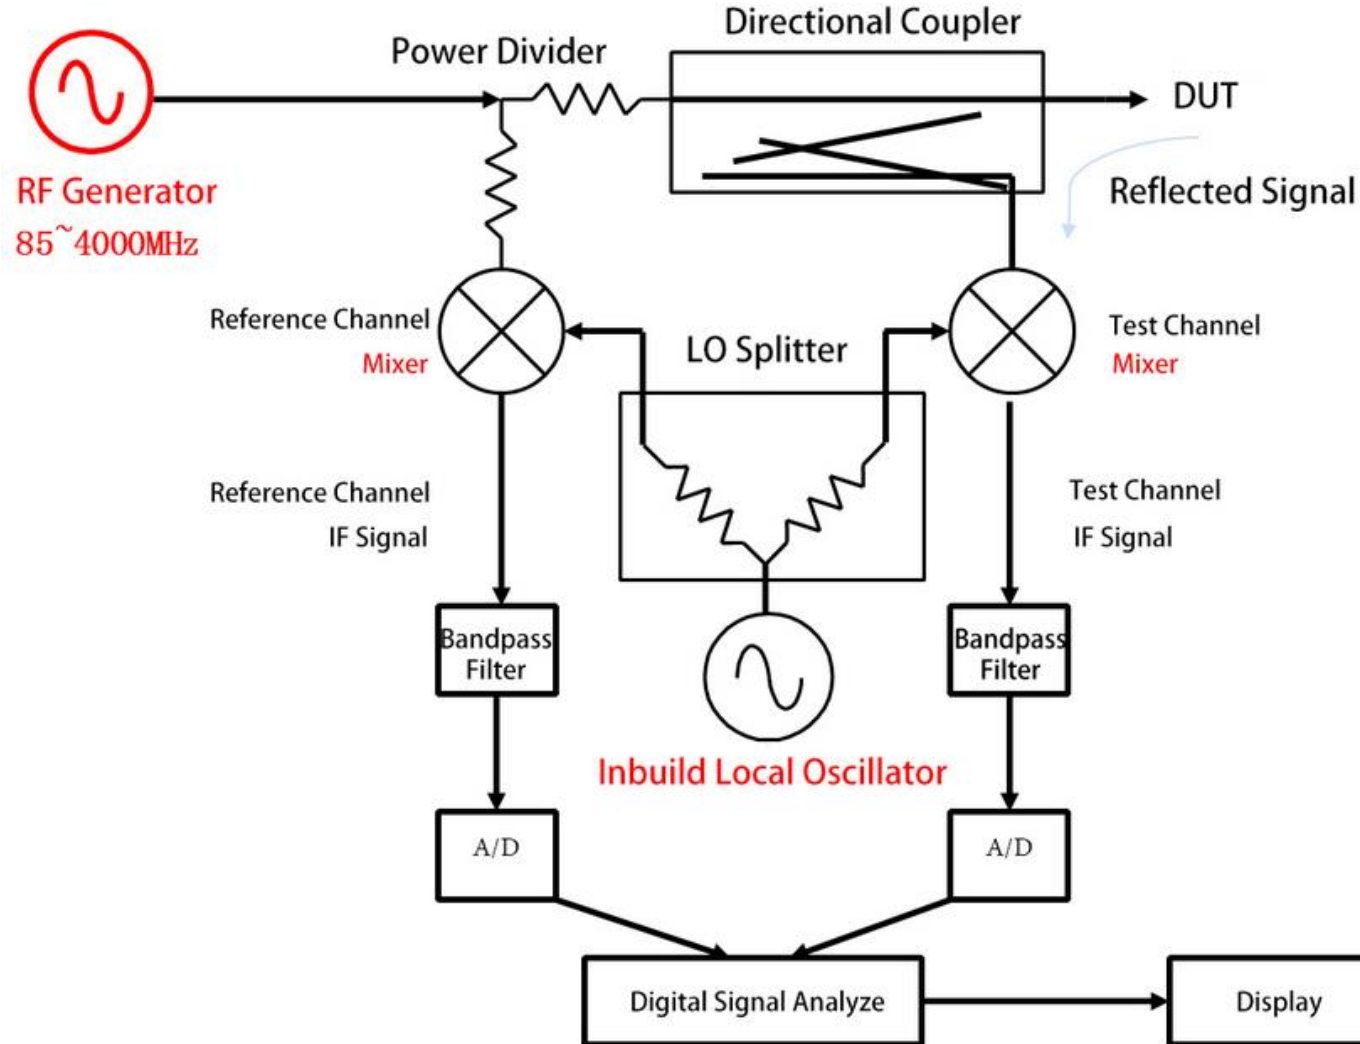 Directional Coupler
Power Divider
DUT
RF Generator
85~4000MHz
Reflected Signal
Reference Channel
Mixer
LO Splitter
Test Channel
Mixer
Reference Channel
IF Signal
Test Channel
IF Signal
Bandpass
Filter
Bandpass
Filter
Inbuild Local Oscillator
A/D
A/D
Digital Signal Analyze
Display